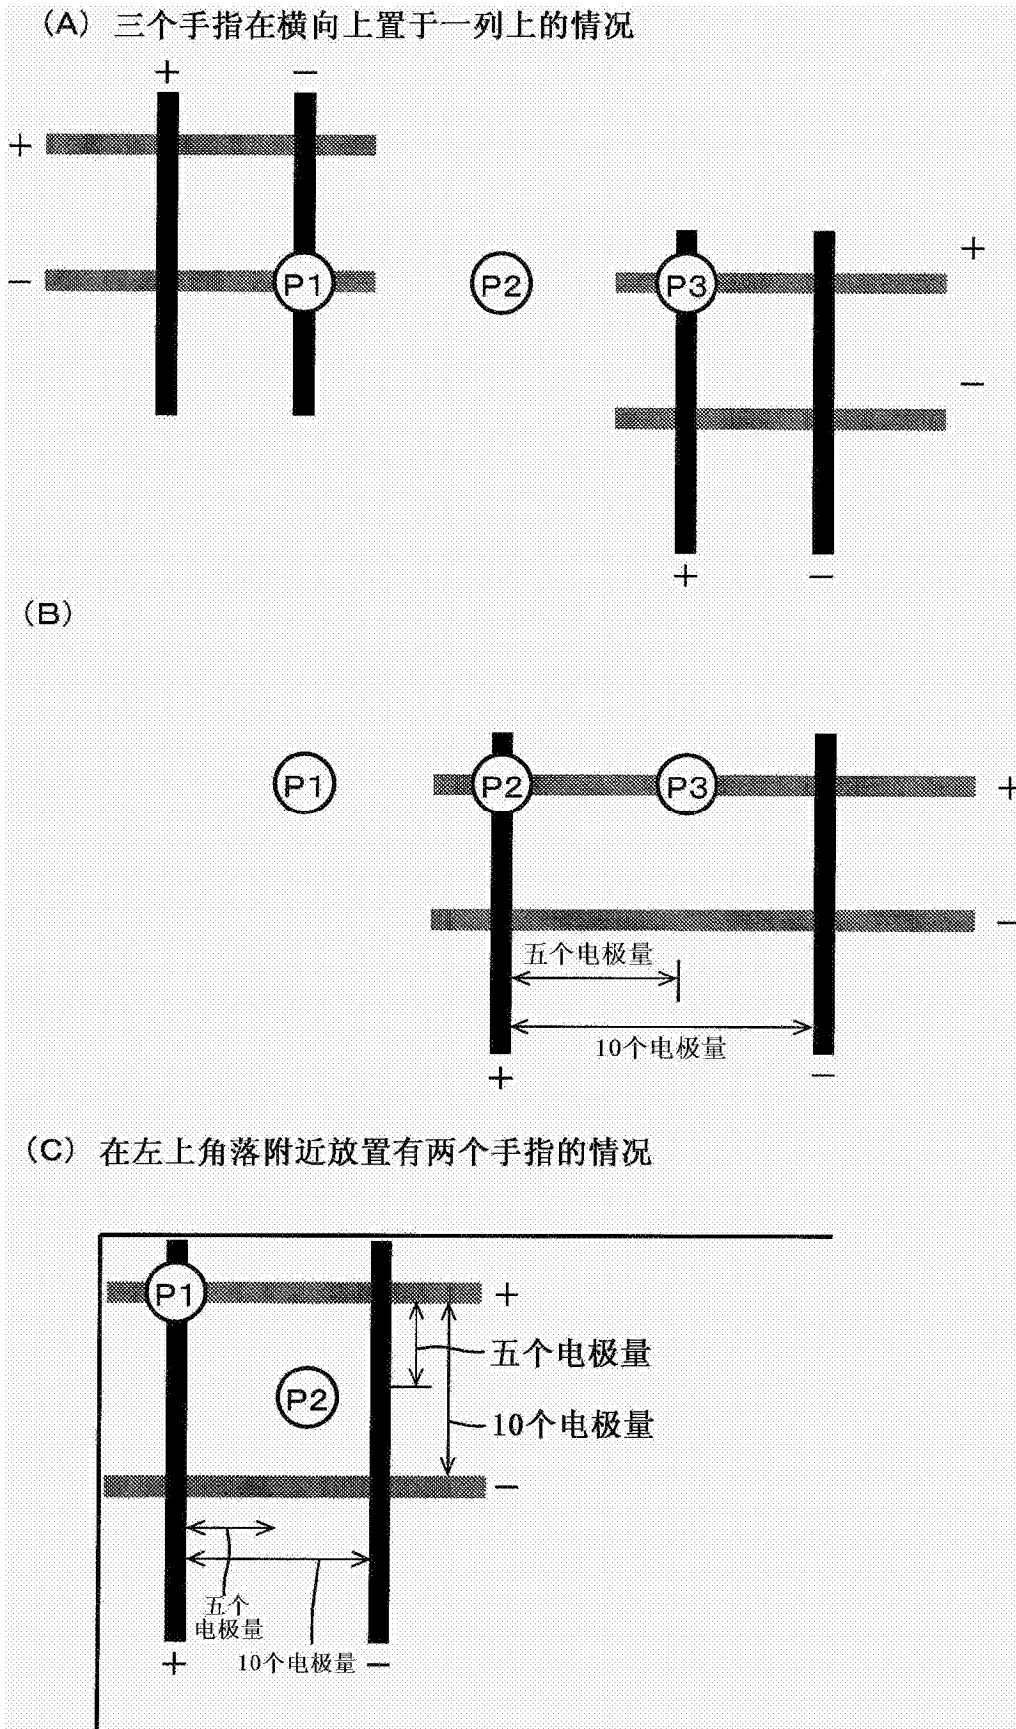 (A) 三个手指在横向上置于一列上的情况
+ −
+
− P1 P2 P3 +
−
+ −
(B)
P1 P2 P3 +
−
五个电极量
10个电极量
+ −
(C) 在左上角落附近放置有两个手指的情况
P1 +
五个电极量
P2
10个电极量
−
五个
电极量
10个电极量
+ −